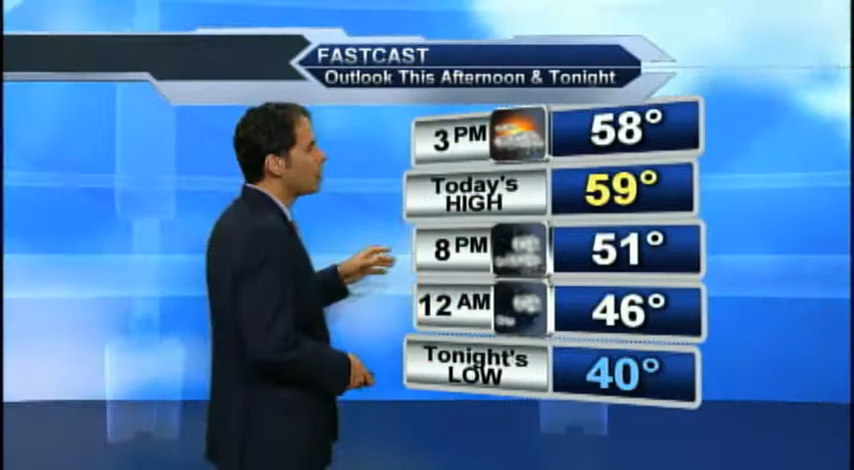 FASTCAST
Outlook This Afternoon & Tonight
3 PM 58°
Today's
HIGH 59°
8 PM 51°
12 AM 46°
Tonight's
LOW 40°